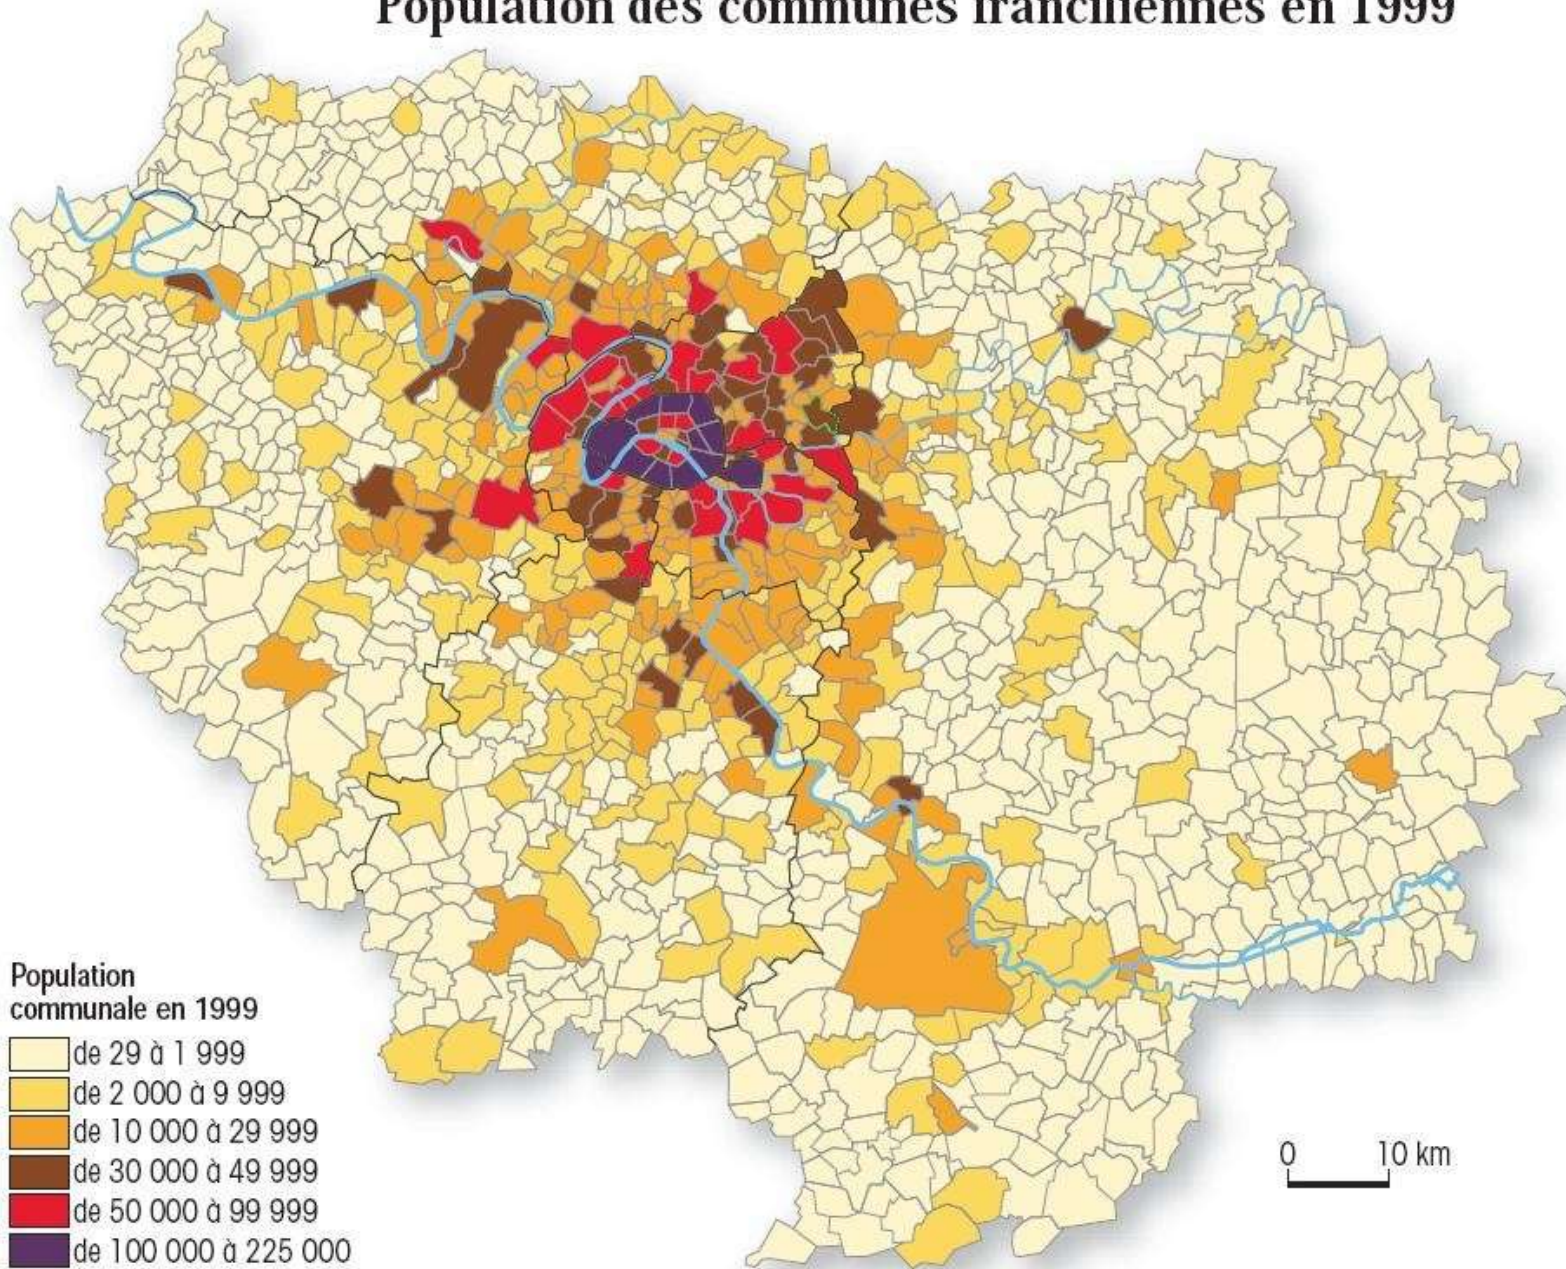 Population des communes franciliennes en 1999
Population
communale en 1999
de 29 à 1 999
de 2 000 à 9 999
de 10 000 à 29 999
de 30 000 à 49 999
de 50 000 à 99 999
de 100 000 à 225 000
0 10 km